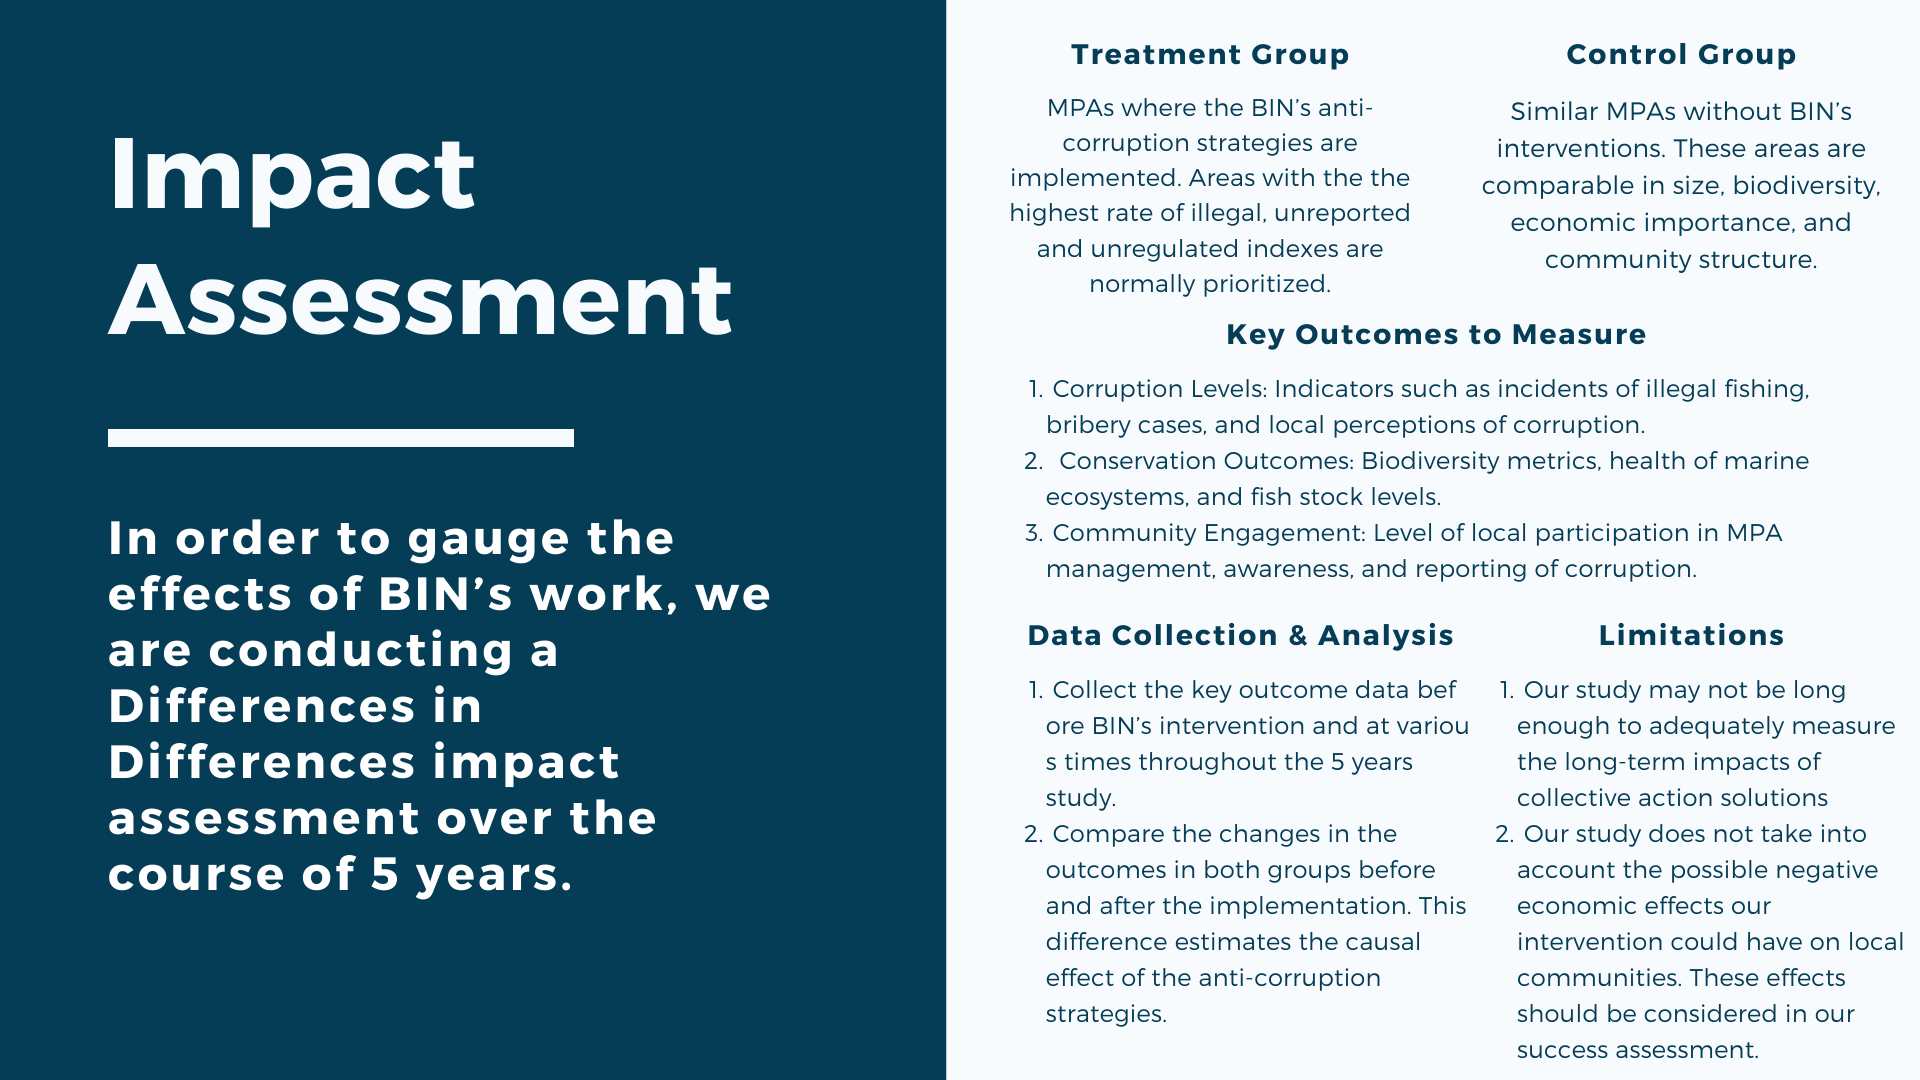 Impact
Assessment
In order to gauge the
effects of BIN’s work, we
are conducting a
Differences in
Differences impact
assessment over the
course of 5 years.
Treatment Group
MPAs where the BIN’s anti-
corruption strategies are
implemented. Areas with the the
highest rate of illegal, unreported
and unregulated indexes are
normally prioritized.
Control Group
Similar MPAs without BIN’s
interventions. These areas are
comparable in size, biodiversity,
economic importance, and
community structure.
Key Outcomes to Measure
1. Corruption Levels: Indicators such as incidents of illegal fishing,
bribery cases, and local perceptions of corruption.
2. Conservation Outcomes: Biodiversity metrics, health of marine
ecosystems, and fish stock levels.
3. Community Engagement: Level of local participation in MPA
management, awareness, and reporting of corruption.
Data Collection & Analysis
1. Collect the key outcome data bef
ore BIN’s intervention and at variou
s times throughout the 5 years
study.
2. Compare the changes in the
outcomes in both groups before
and after the implementation. This
difference estimates the causal
effect of the anti-corruption
strategies.
Limitations
1. Our study may not be long
enough to adequately measure
the long-term impacts of
collective action solutions
2. Our study does not take into
account the possible negative
economic effects our
intervention could have on local
communities. These effects
should be considered in our
success assessment.